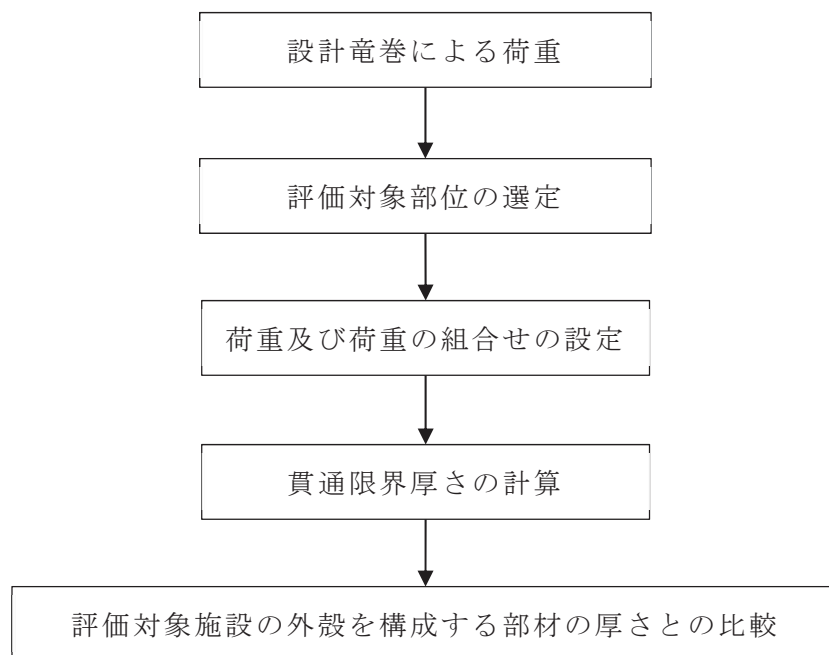 設計竜巻による荷重
評価対象部位の選定
荷重及び荷重の組合せの設定
貫通限界厚さの計算
評価対象施設の外殻を構成する部材の厚さとの比較